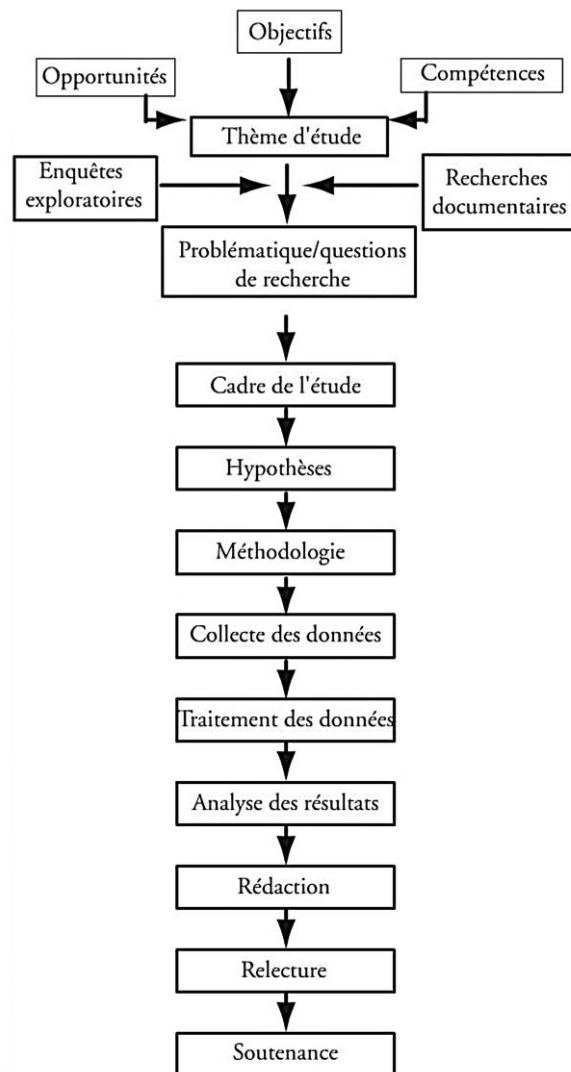 Objectifs
Opportunités
Compétences
Thème d'étude
Enquêtes
exploratoires
Recherches
documentaires
Problématique/questions
de recherche
Cadre de l'étude
Hypothèses
Méthodologie
Collecte des données
Traitement des données
Analyse des résultats
Rédaction
Relecture
Soutenance